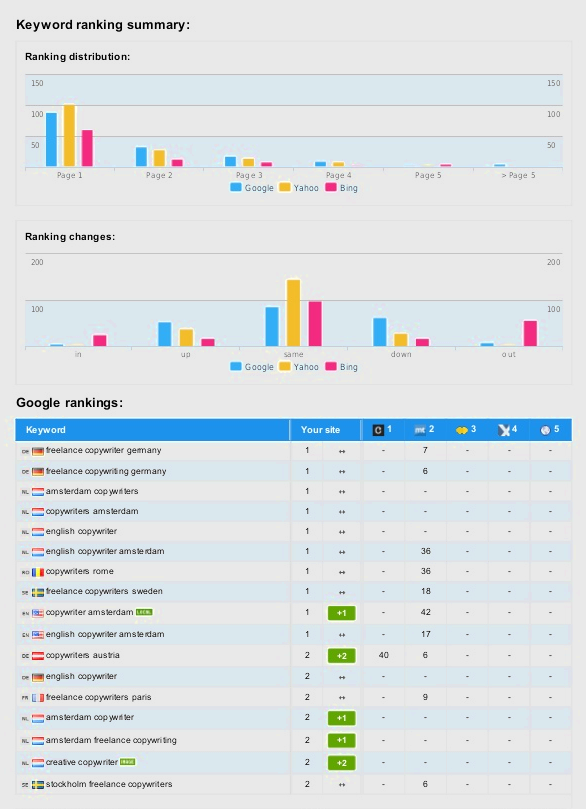 Keyword ranking summary:
Ranking distribution:
150 150
100 100
50 50
Page 1 Page 2 Page 3 Page 4 Page 5 > Page 5
Google Yahoo Bing
Ranking changes:
200 200
100 100
in up same down out
Google Yahoo Bing
Google rankings:
Keyword Your site 1 2 3 4 5
DE freelance copywriter germany 1 ↔ - 7 - - -
DE freelance copywriting germany 1 ↔ - 6 - - -
NL amsterdam copywriters 1 ↔ - - - - -
NL copywriters amsterdam 1 ↔ - - - - -
NL english copywriter 1 ↔ - - - - -
NL english copywriter amsterdam 1 ↔ - 36 - - -
RO copywriters rome 1 ↔ - 36 - - -
SE freelance copywriters sweden 1 ↔ - 18 - - -
EN copywriter amsterdam LOCAL 1 +1 - 42 - - -
EN english copywriter amsterdam 1 ↔ - 17 - - -
DE copywriters austria 2 +2 40 6 - - -
DE english copywriter 2 ↔ - - - - -
FR freelance copywriters paris 2 ↔ - 9 - - -
NL amsterdam copywriter 2 +1 - - - - -
NL amsterdam freelance copywriting 2 +1 - - - - -
NL creative copywriter 2 +2 - - - - -
SE stockholm freelance copywriters 2 ↔ - 6 - - -